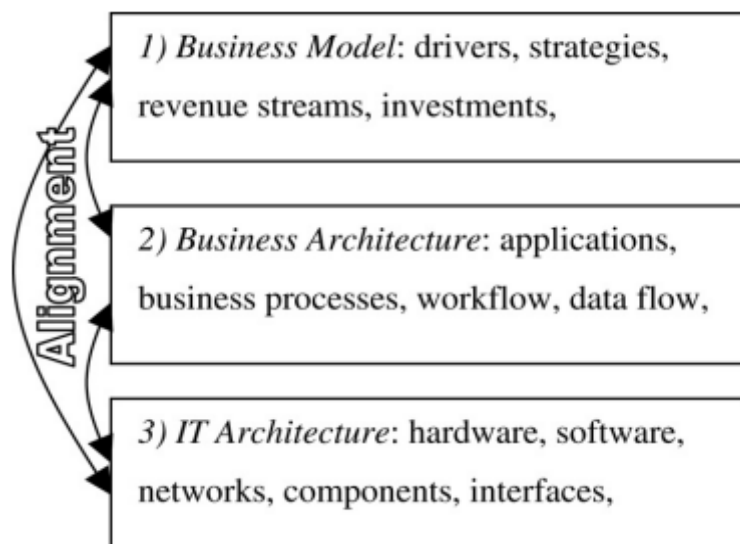 Alignment
1) Business Model: drivers, strategies,
revenue streams, investments,
2) Business Architecture: applications,
business processes, workflow, data flow,
3) IT Architecture: hardware, software,
networks, components, interfaces,